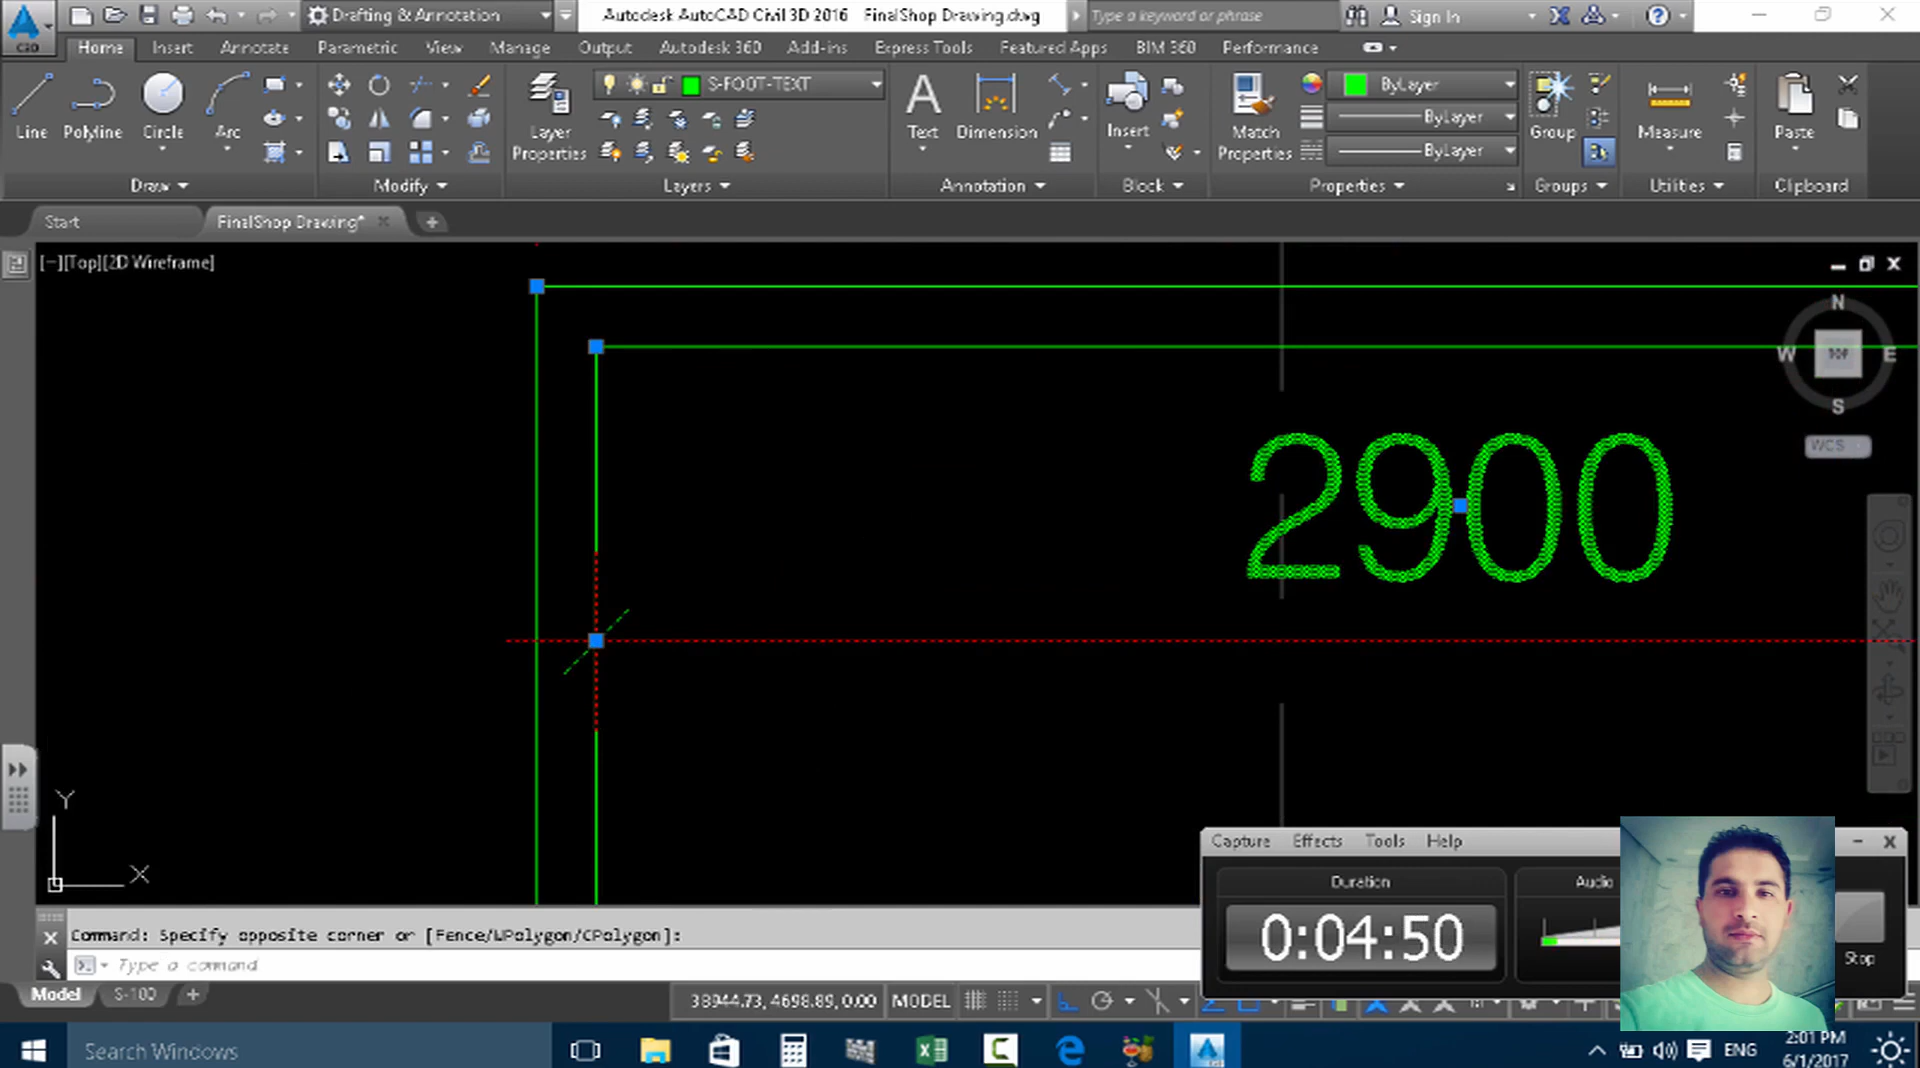 Drafting & Annotation
Autodesk AutoCAD Civil 3D 2016 FinalShop Drawing.dwg
Type a keyword or phrase
Sign In
C3D
Home Insert Annotate Parametric View Manage Output Autodesk 360 Add-ins Express Tools Featured Apps BIM 360 Performance
S-FOOT-TEXT
ByLayer
ByLayer
ByLayer
Line Polyline Circle Arc
Layer Properties
Text Dimension
Insert
Match Properties
Group
Measure
Paste
Draw Modify Layers Annotation Block Properties Groups Utilities Clipboard
Start FinalShop Drawing*
[−][Top][2D Wireframe]
N
W TOP E
S
WCS
2900
Y
X
Capture Effects Tools Help
Duration Audio
0:04:50
Stop
Command: Specify opposite corner or [Fence/WPolygon/CPolygon]:
Type a command
Model S-100
38944.73, 4698.89, 0.00 MODEL
Search Windows
ENG
2:01 PM
6/1/2017